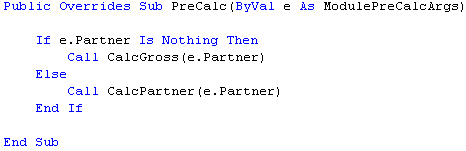 Public Overrides Sub PreCalc(ByVal e As ModulePreCalcArgs)
If e.Partner Is Nothing Then
Call CalcGross(e.Partner)
Else
Call CalcPartner(e.Partner)
End If
End Sub